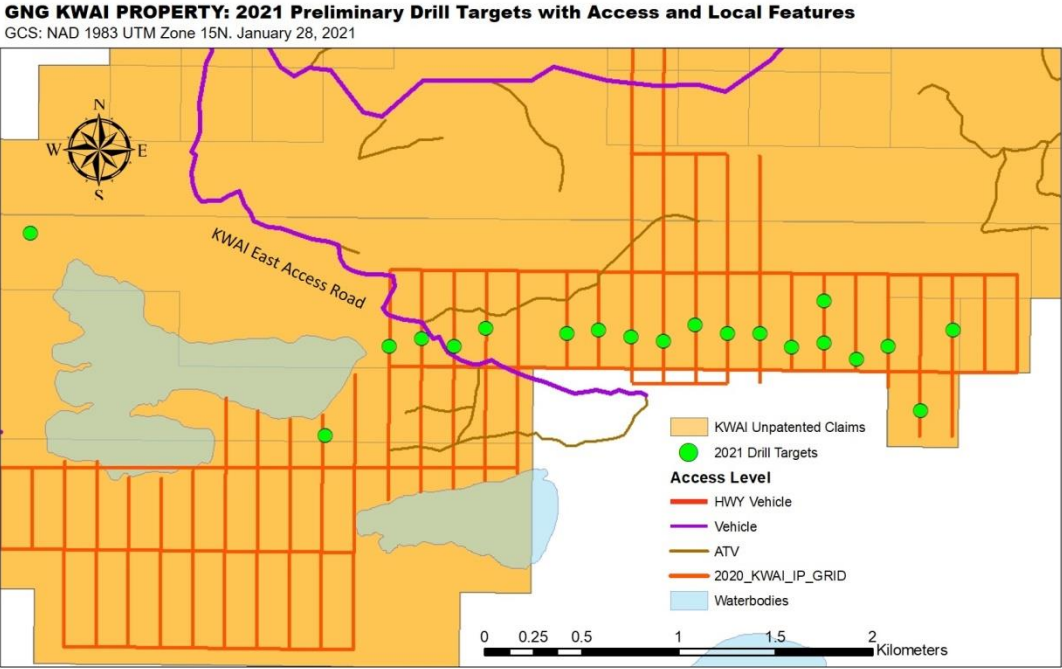 GNG KWAI PROPERTY: 2021 Preliminary Drill Targets with Access and Local Features
GCS: NAD 1983 UTM Zone 15N. January 28, 2021
N
W E
S
KWAI East Access Road
KWAI Unpatented Claims
2021 Drill Targets
Access Level
HWY Vehicle
Vehicle
ATV
2020_KWAI_IP_GRID
Waterbodies
0 0.25 0.5 1 1.5 2
Kilometers